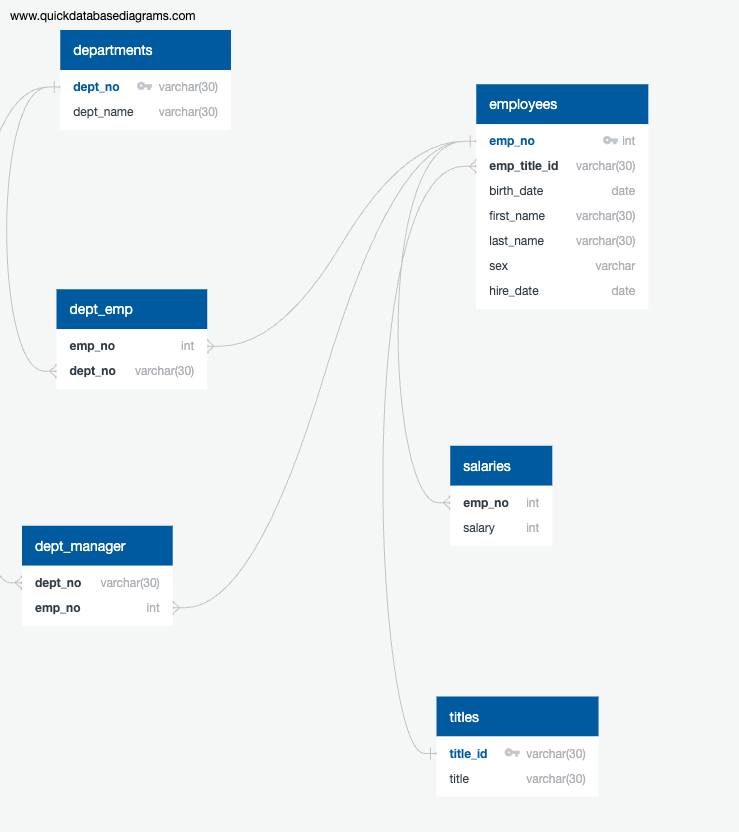 www.quickdatabasediagrams.com
departments
dept_no varchar(30)
dept_name varchar(30)
employees
emp_no int
emp_title_id varchar(30)
birth_date date
first_name varchar(30)
last_name varchar(30)
sex varchar
hire_date date
dept_emp
emp_no int
dept_no varchar(30)
salaries
emp_no int
salary int
dept_manager
dept_no varchar(30)
emp_no int
titles
title_id varchar(30)
title varchar(30)